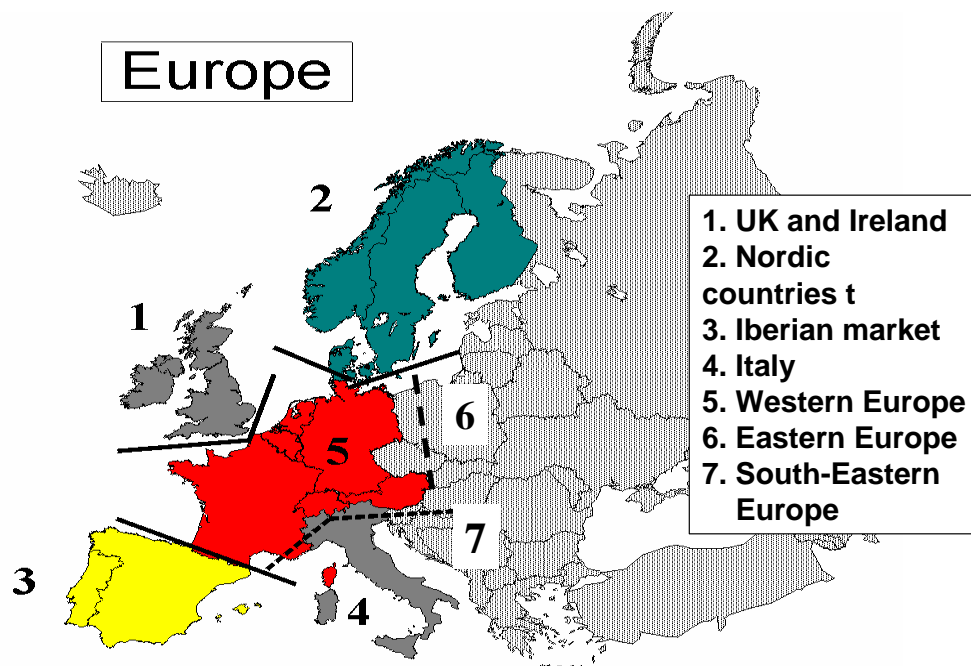 Europe
2
1
6
5
7
3
4
1. UK and Ireland
2. Nordic
countries t
3. Iberian market
4. Italy
5. Western Europe
6. Eastern Europe
7. South-Eastern
Europe